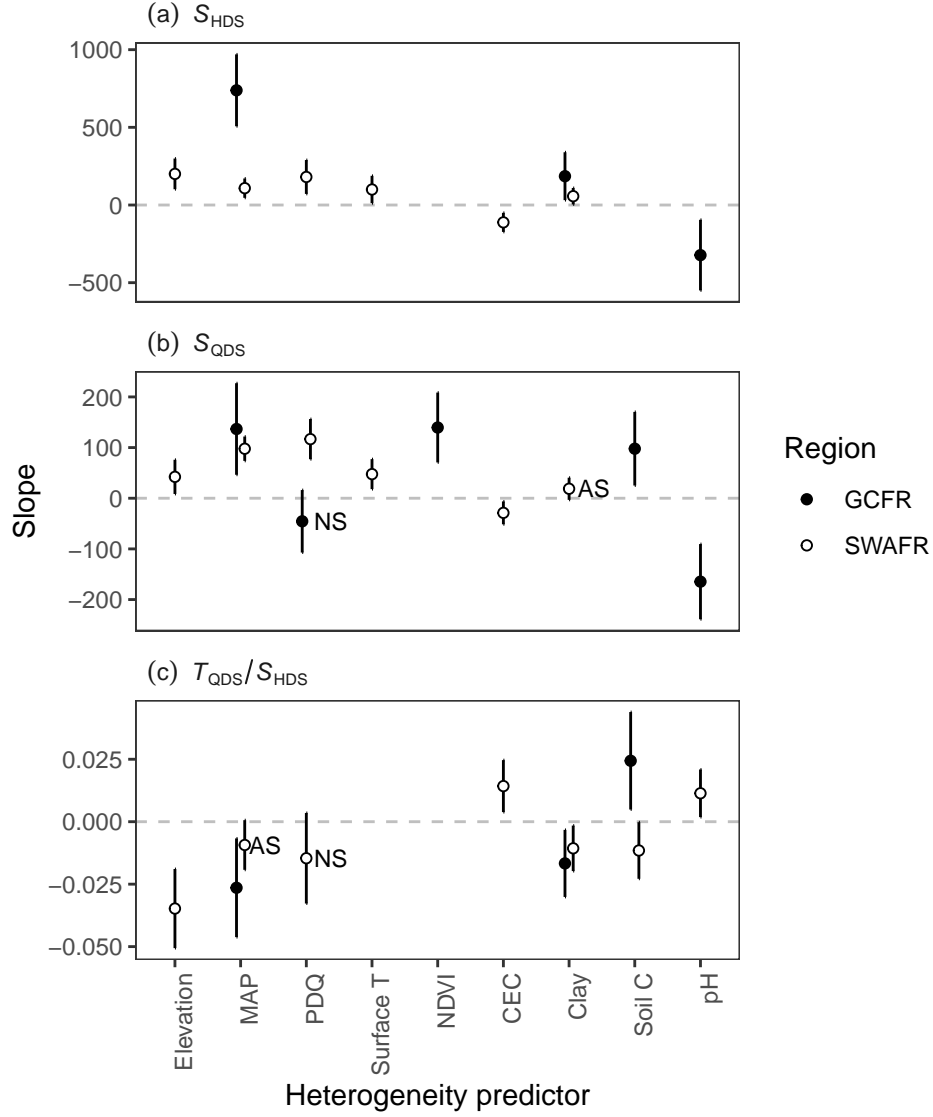 (a) S_HDS
1000
500
0
−500
(b) S_QDS
200
100
0
−100
−200
NS
AS
(c) T_QDS/S_HDS
0.025
0.000
−0.025
−0.050
AS
NS
Elevation
MAP
PDQ
Surface T
NDVI
CEC
Clay
Soil C
pH
Heterogeneity predictor
Slope
Region
GCFR
SWAFR